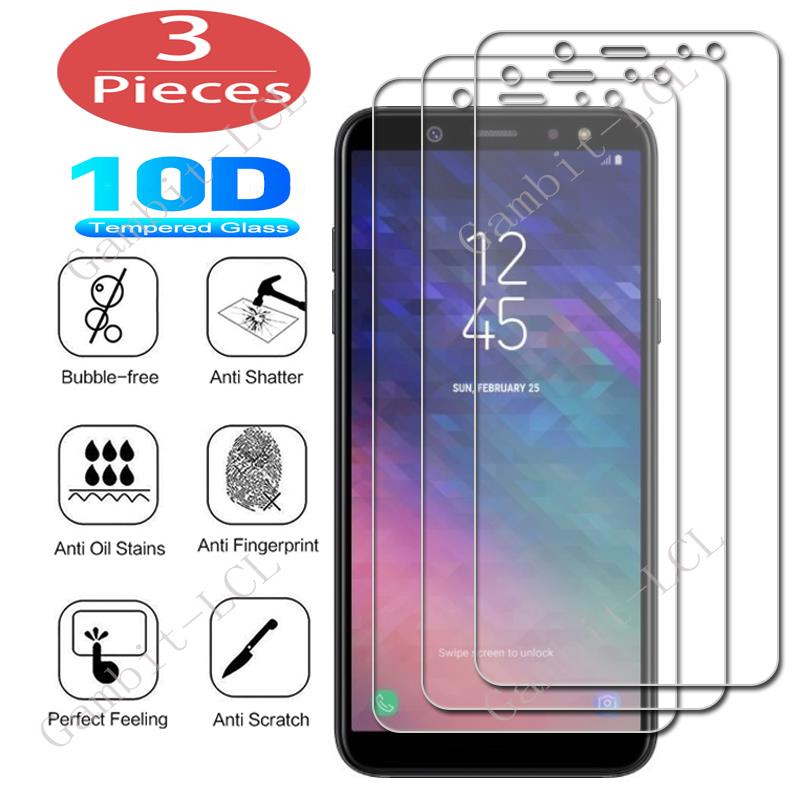 3
Pieces
10D
Tempered Glass
Bubble-free
Anti Shatter
Anti Oil Stains
Anti Fingerprint
Perfect Feeling
Anti Scratch
12
45
SUN, FEBRUARY 25
Swipe screen to unlock
Gambit-LCL
Gambit-LCL
Gambit-LCL
Gambit-LCL